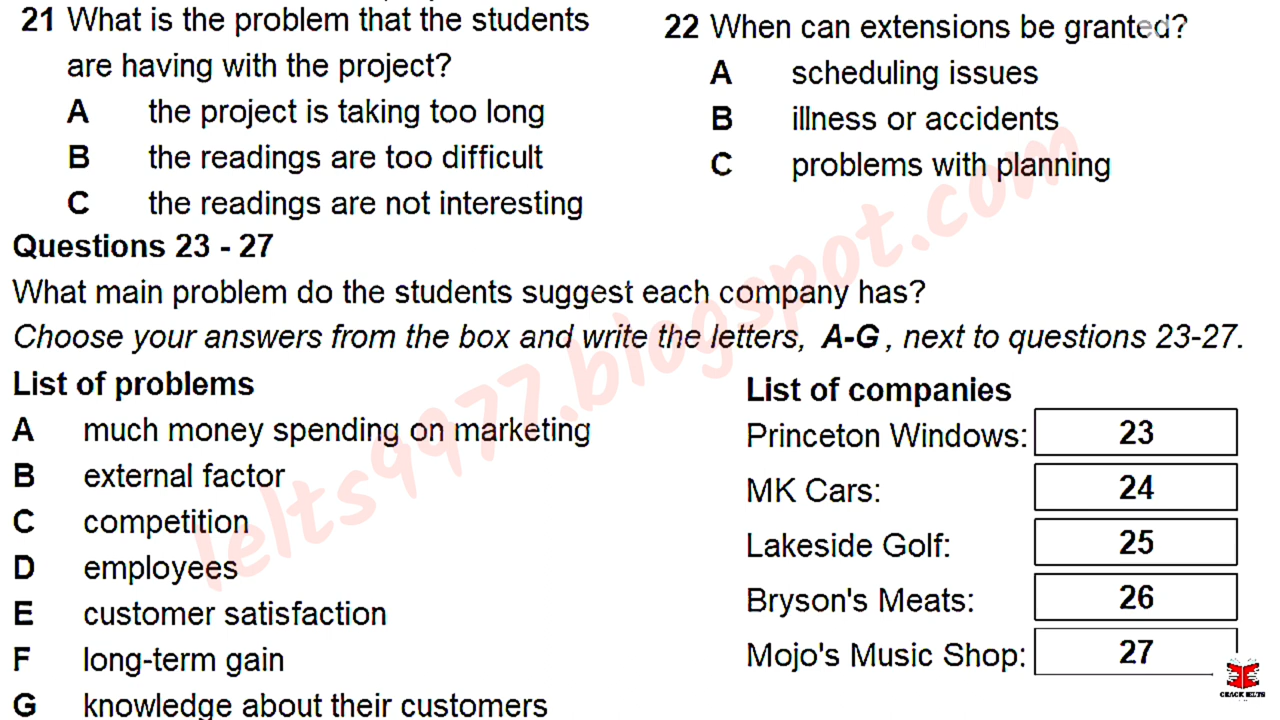 21 What is the problem that the students
are having with the project?
A the project is taking too long
B the readings are too difficult
C the readings are not interesting
22 When can extensions be granted?
A scheduling issues
B illness or accidents
C problems with planning
Questions 23 - 27
What main problem do the students suggest each company has?
Choose your answers from the box and write the letters, A-G , next to questions 23-27.
List of problems
A much money spending on marketing
B external factor
C competition
D employees
E customer satisfaction
F long-term gain
G knowledge about their customers
List of companies
Princeton Windows: 23
MK Cars: 24
Lakeside Golf: 25
Bryson's Meats: 26
Mojo's Music Shop: 27
Ielts9977.blogspot.com
CRACK IELTS